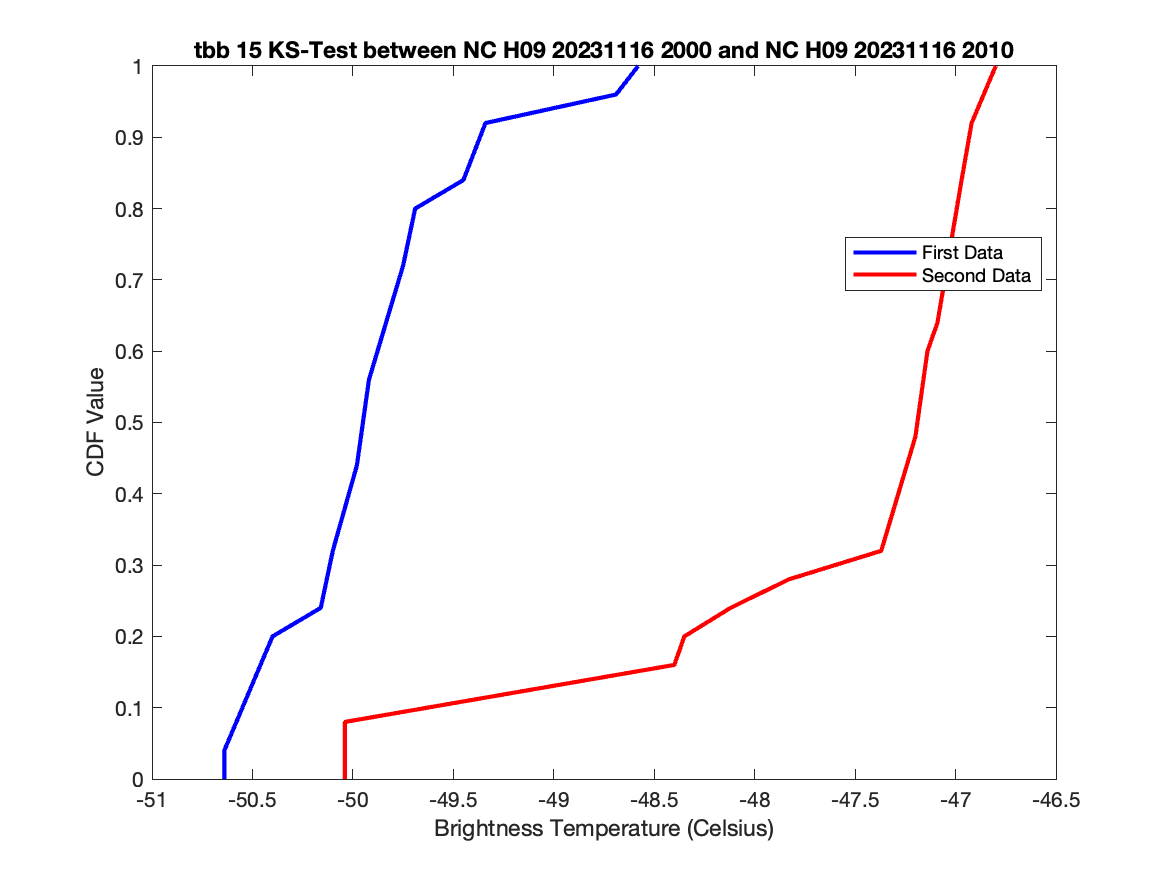 tbb 15 KS-Test between NC H09 20231116 2000 and NC H09 20231116 2010
1
0.9
0.8
0.7
0.6
0.5
0.4
0.3
0.2
0.1
0
CDF Value
First Data
Second Data
-51 -50.5 -50 -49.5 -49 -48.5 -48 -47.5 -47 -46.5
Brightness Temperature (Celsius)